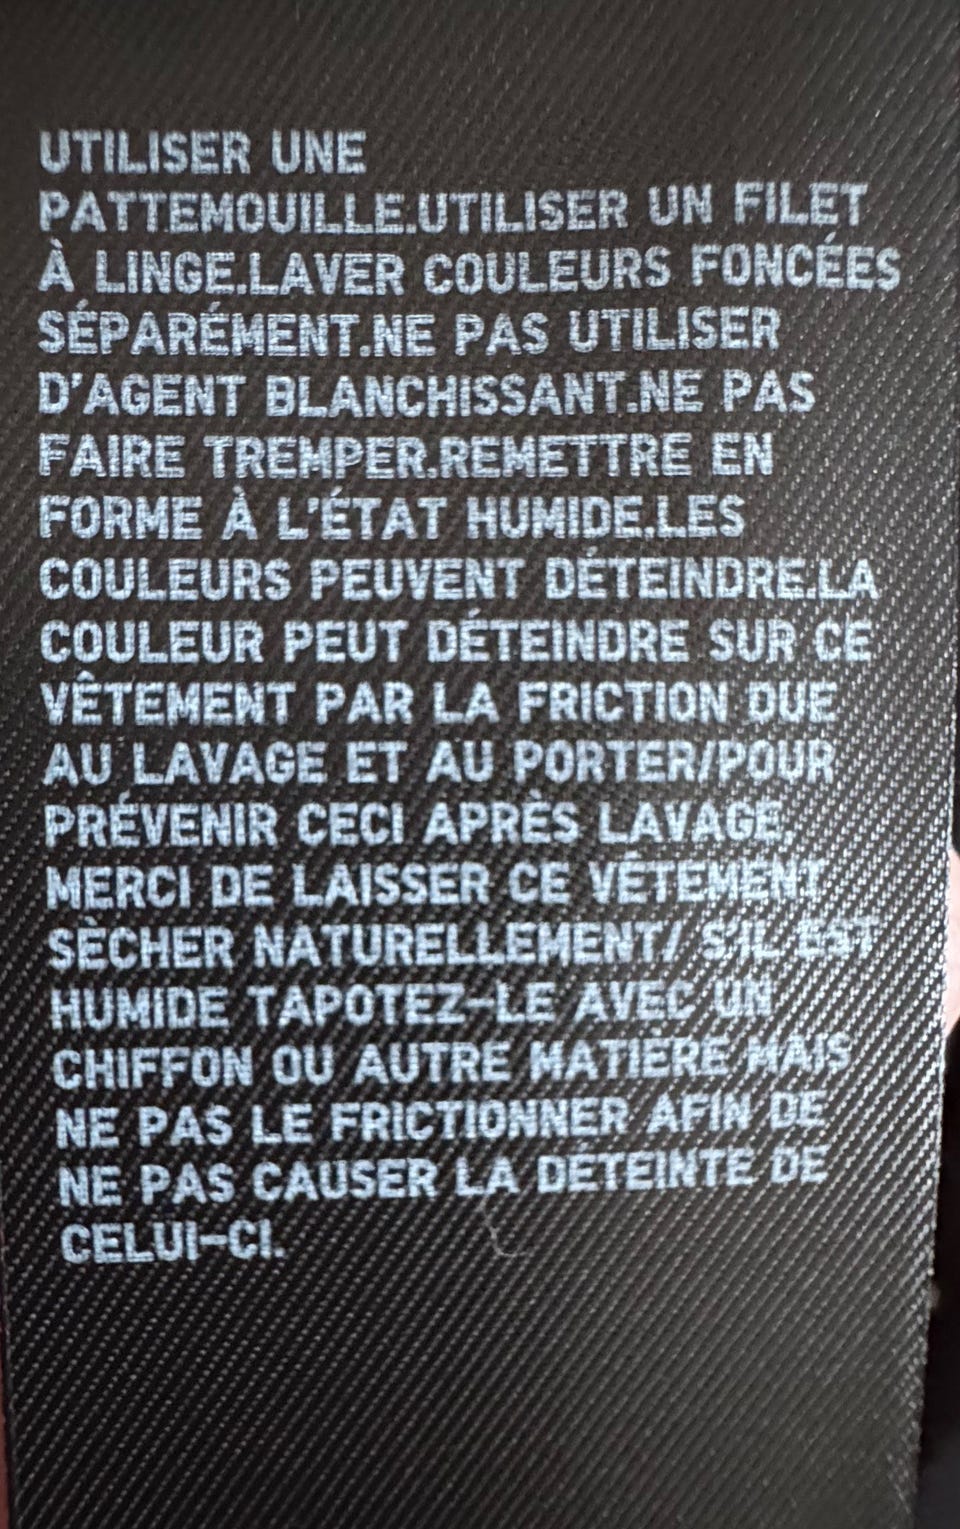 UTILISER UNE
PATTEMOUILLE.UTILISER UN FILET
À LINGE.LAVER COULEURS FONCÉES
SÉPARÉMENT.NE PAS UTILISER
D'AGENT BLANCHISSANT.NE PAS
FAIRE TREMPER.REMETTRE EN
FORME À L'ÉTAT HUMIDE.LES
COULEURS PEUVENT DÉTEINDRE.LA
COULEUR PEUT DÉTEINDRE SUR CE
VÊTEMENT PAR LA FRICTION DUE
AU LAVAGE ET AU PORTER/POUR
PRÉVENIR CECI APRÈS LAVAGE,
MERCI DE LAISSER CE VÊTEMENT
SÈCHER NATURELLEMENT/ S'IL EST
HUMIDE TAPOTEZ-LE AVEC UN
CHIFFON OU AUTRE MATIÈRE MAIS
NE PAS LE FRICTIONNER AFIN DE
NE PAS CAUSER LA DÉTEINTE DE
CELUI-CI.